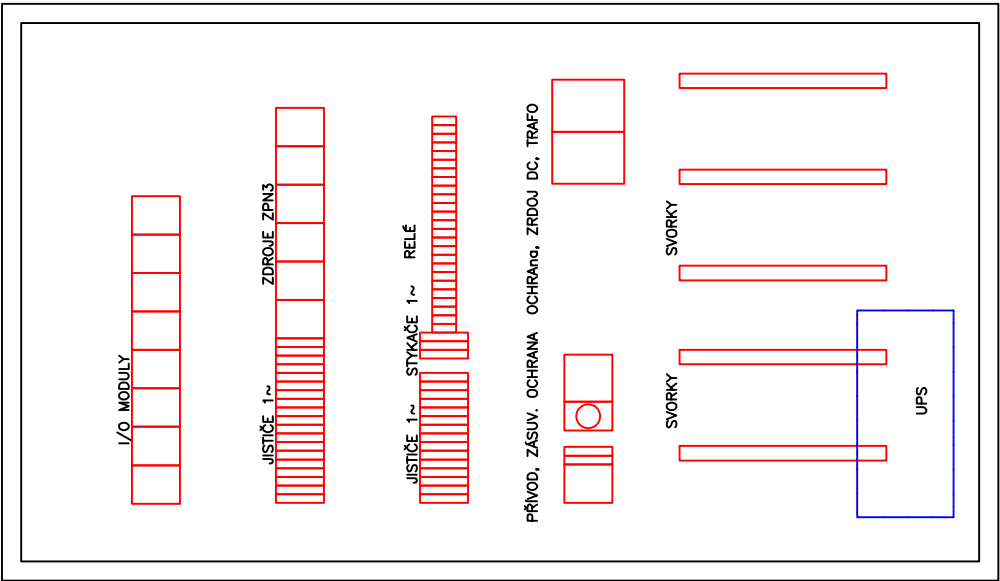 I/O MODULY
JISTIČE 1~
ZDROJE ZPN3
JISTIČE 1~
STYKAČE 1~
RELÉ
PŘÍVOD, ZÁSUV. OCHRANA
OCHRAna, ZRDOJ DC, TRAFO
SVORKY
SVORKY
UPS